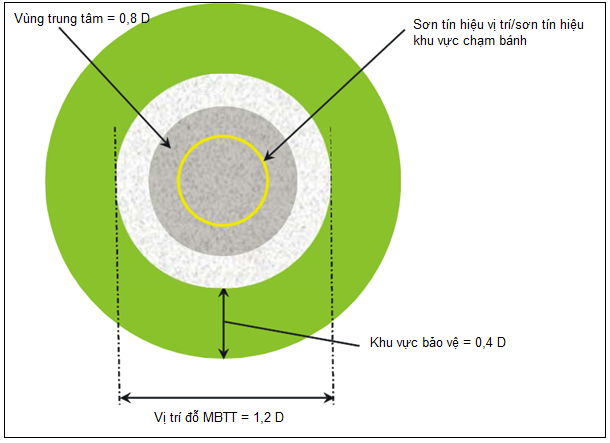 Vùng trung tâm = 0,8 D
Sơn tín hiệu vị trí/sơn tín hiệu
khu vực chạm bánh
Khu vực bảo vệ = 0,4 D
Vị trí đỗ MBTT = 1,2 D